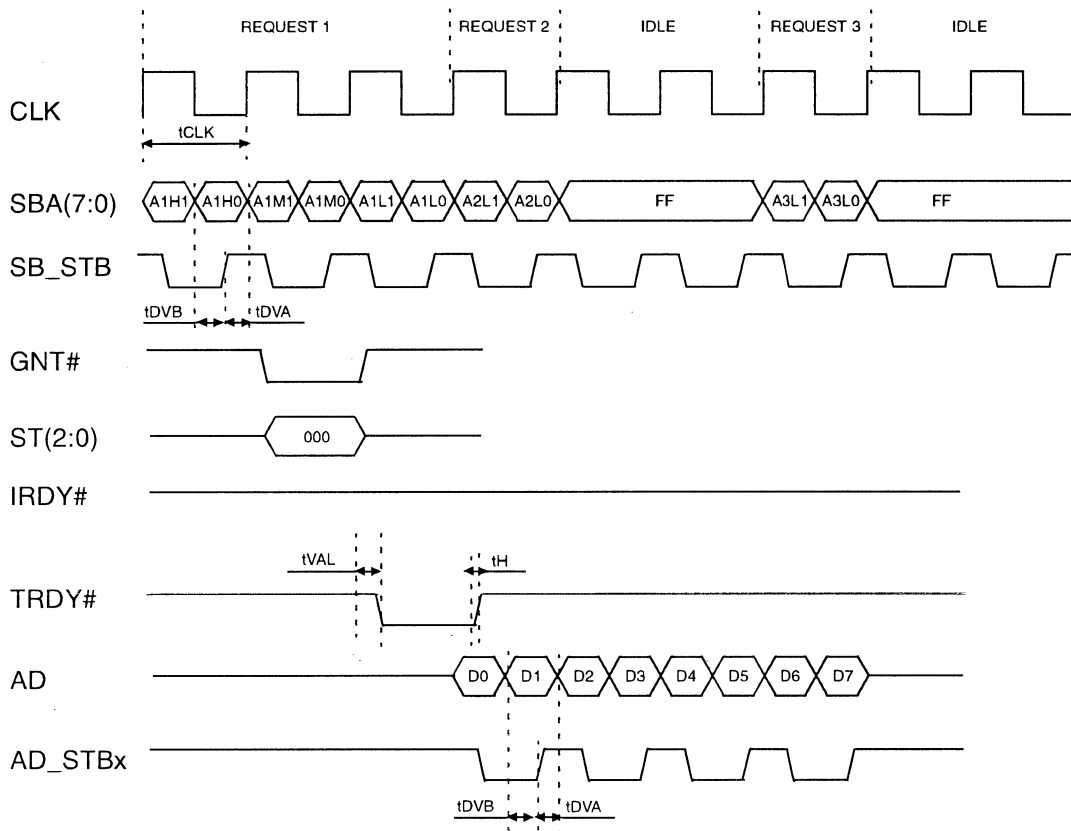 REQUEST 1 REQUEST 2 IDLE REQUEST 3 IDLE
CLK
tCLK
SBA(7:0) A1H1 A1H0 A1M1 A1M0 A1L1 A1L0 A2L1 A2L0 FF A3L1 A3L0 FF
SB_STB
tDVB tDVA
GNT#
ST(2:0) 000
IRDY#
tVAL tH
TRDY#
AD D0 D1 D2 D3 D4 D5 D6 D7
AD_STBx
tDVB tDVA